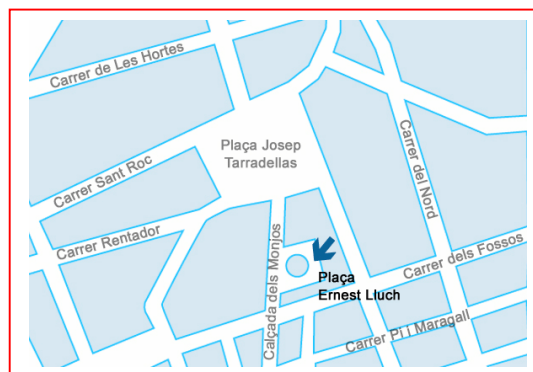 Carrer de Les Hortes
Plaça Josep
Tarradellas
Carrer Sant Roc
Carrer del Nord
Carrer Rentador
Calçada dels Monjos
Carrer dels Fossos
Plaça
Ernest Lluch
Carrer Pi i Maragall